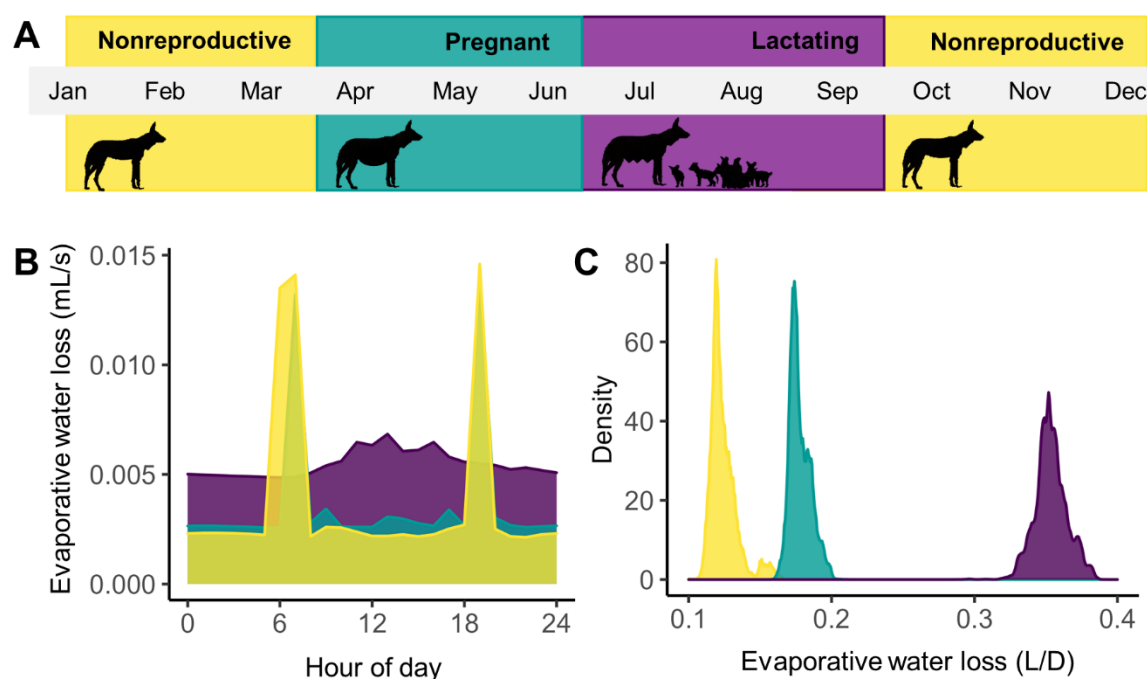 A
Nonreproductive Pregnant Lactating Nonreproductive
Jan Feb Mar Apr May Jun Jul Aug Sep Oct Nov Dec
B
Evaporative water loss (mL/s)
0.015
0.010
0.005
0.000
0 6 12 18 24
Hour of day
C
Density
80
60
40
20
0
0.1 0.2 0.3 0.4
Evaporative water loss (L/D)